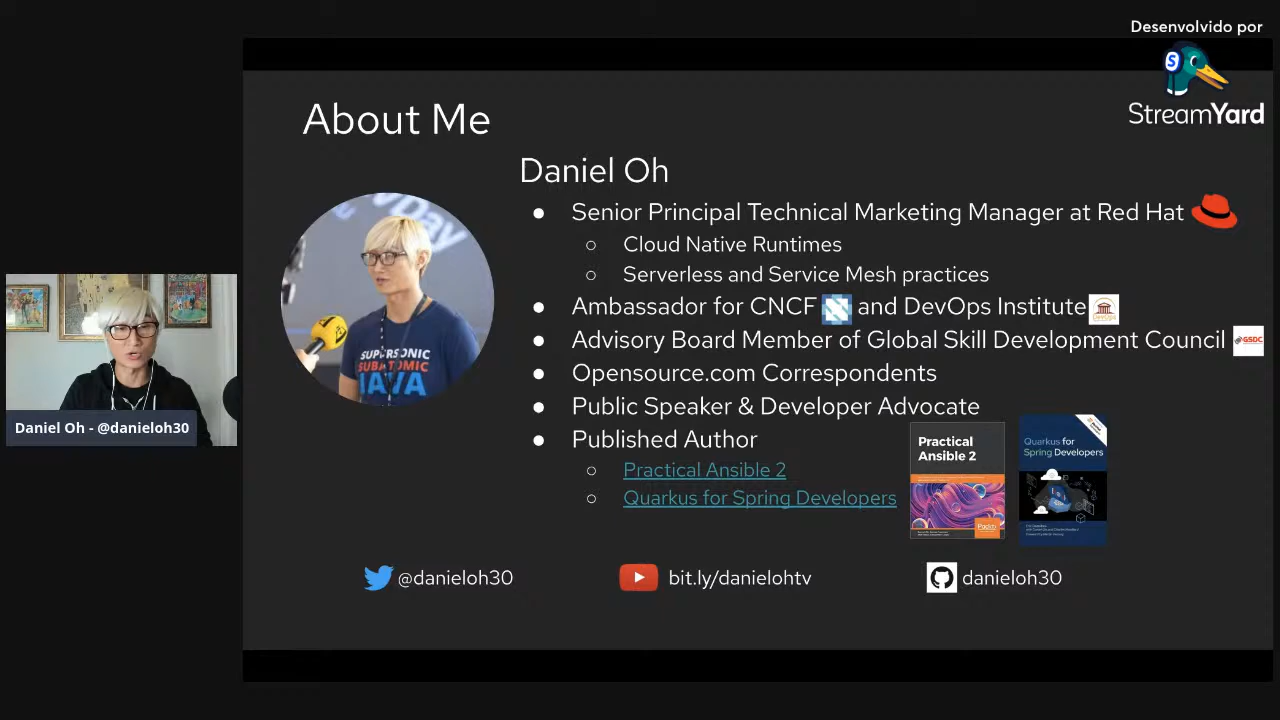 Desenvolvido por
StreamYard
About Me
Daniel Oh
● Senior Principal Technical Marketing Manager at Red Hat
○ Cloud Native Runtimes
○ Serverless and Service Mesh practices
● Ambassador for CNCF and DevOps Institute
● Advisory Board Member of Global Skill Development Council
GSDC
● Opensource.com Correspondents
● Public Speaker & Developer Advocate
● Published Author
○ Practical Ansible 2
○ Quarkus for Spring Developers
SUPERSONIC
SUBATOMIC
JAVA
Practical
Ansible 2
Packt
Quarkus for
Spring Developers
Daniel Oh - @danieloh30
@danieloh30
bit.ly/danielohtv
danieloh30